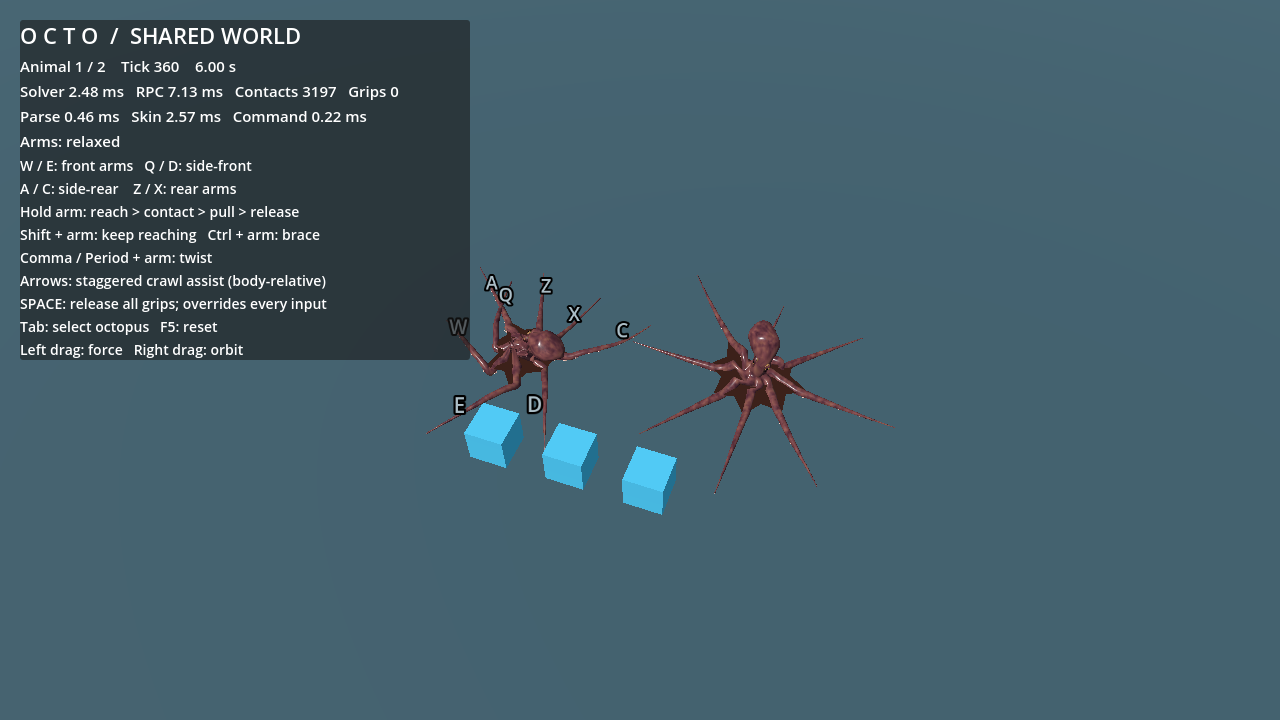 O C T O / SHARED WORLD
Animal 1 / 2 Tick 360 6.00 s
Solver 2.48 ms RPC 7.13 ms Contacts 3197 Grips 0
Parse 0.46 ms Skin 2.57 ms Command 0.22 ms
Arms: relaxed
W / E: front arms Q / D: side-front
A / C: side-rear Z / X: rear arms
Hold arm: reach > contact > pull > release
Shift + arm: keep reaching Ctrl + arm: brace
Comma / Period + arm: twist
Arrows: staggered crawl assist (body-relative)
SPACE: release all grips; overrides every input
Tab: select octopus F5: reset
Left drag: force Right drag: orbit
A
Q
Z
X
W
C
E
D